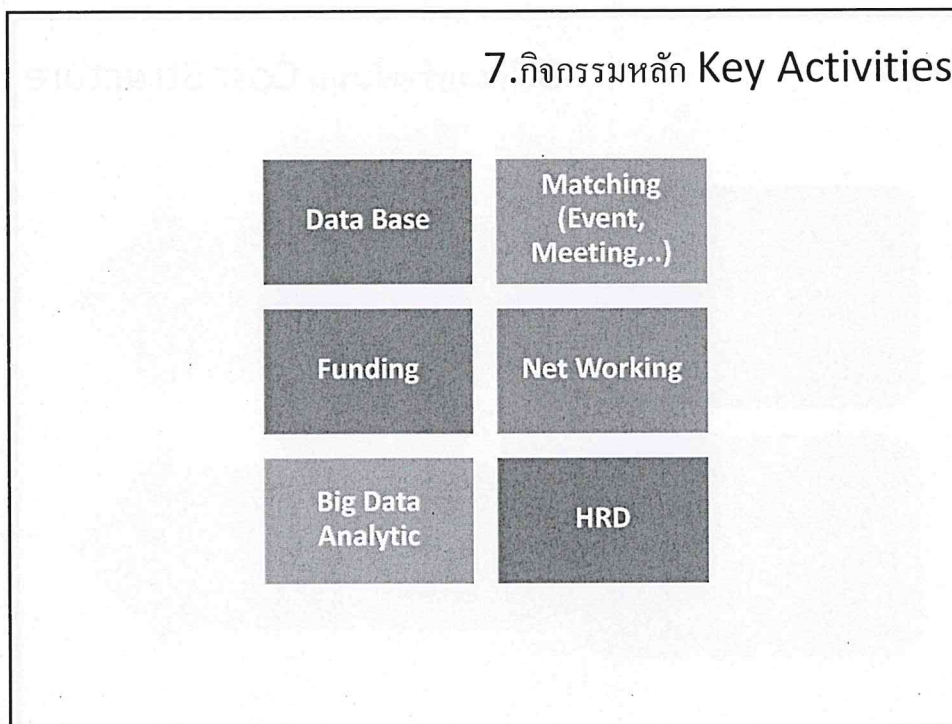 7.กิจกรรมหลัก Key Activities
Data Base
Matching
(Event,
Meeting,..)
Funding
Net Working
Big Data
Analytic
HRD